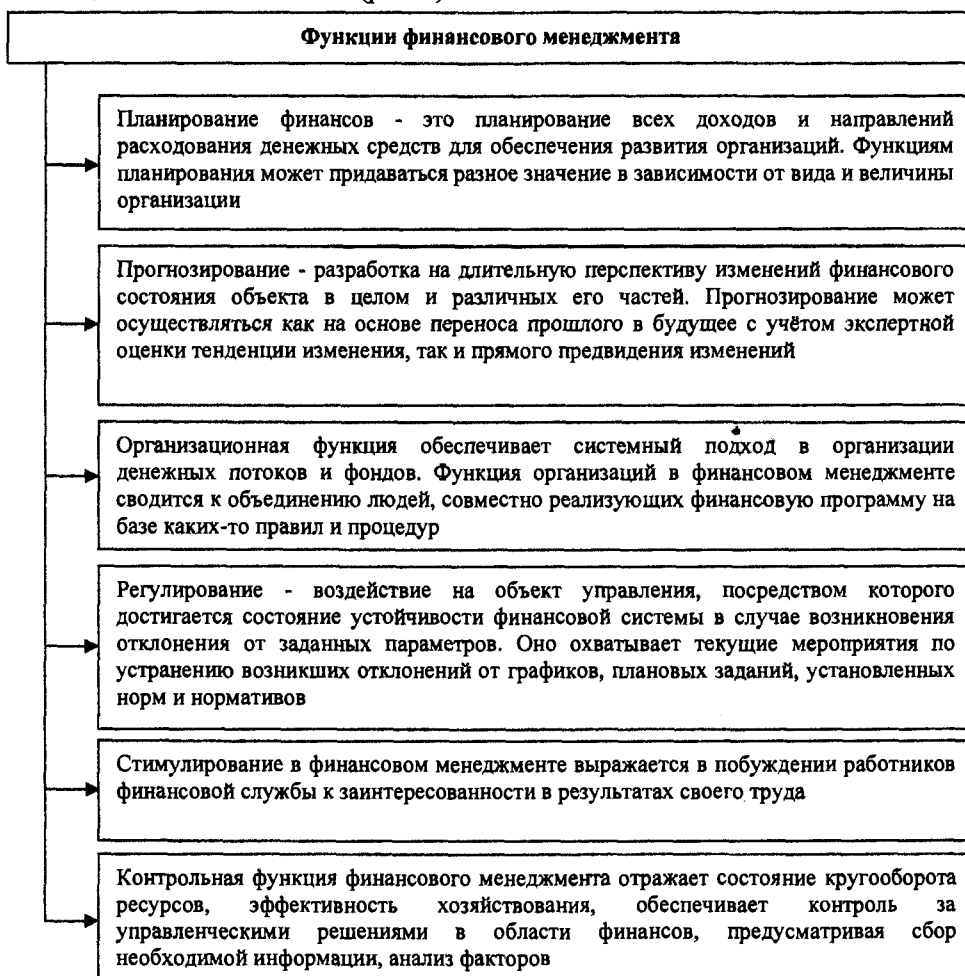 Функции финансового менеджмента
Планирование финансов - это планирование всех доходов и направлений
расходования денежных средств для обеспечения развития организаций. Функциям
планирования может придаваться разное значение в зависимости от вида и величины
организации
Прогнозирование - разработка на длительную перспективу изменений финансового
состояния объекта в целом и различных его частей. Прогнозирование может
осуществляться как на основе переноса прошлого в будущее с учётом экспертной
оценки тенденции изменения, так и прямого предвидения изменений
Организационная функция обеспечивает системный подход в организации
денежных потоков и фондов. Функция организаций в финансовом менеджменте
сводится к объединению людей, совместно реализующих финансовую программу на
базе каких-то правил и процедур
Регулирование - воздействие на объект управления, посредством которого
достигается состояние устойчивости финансовой системы в случае возникновения
отклонения от заданных параметров. Оно охватывает текущие мероприятия по
устранению возникших отклонений от графиков, плановых заданий, установленных
норм и нормативов
Стимулирование в финансовом менеджменте выражается в побуждении работников
финансовой службы к заинтересованности в результатах своего труда
Контрольная функция финансового менеджмента отражает состояние кругооборота
ресурсов, эффективность хозяйствования, обеспечивает контроль за
управленческими решениями в области финансов, предусматривая сбор
необходимой информации, анализ факторов